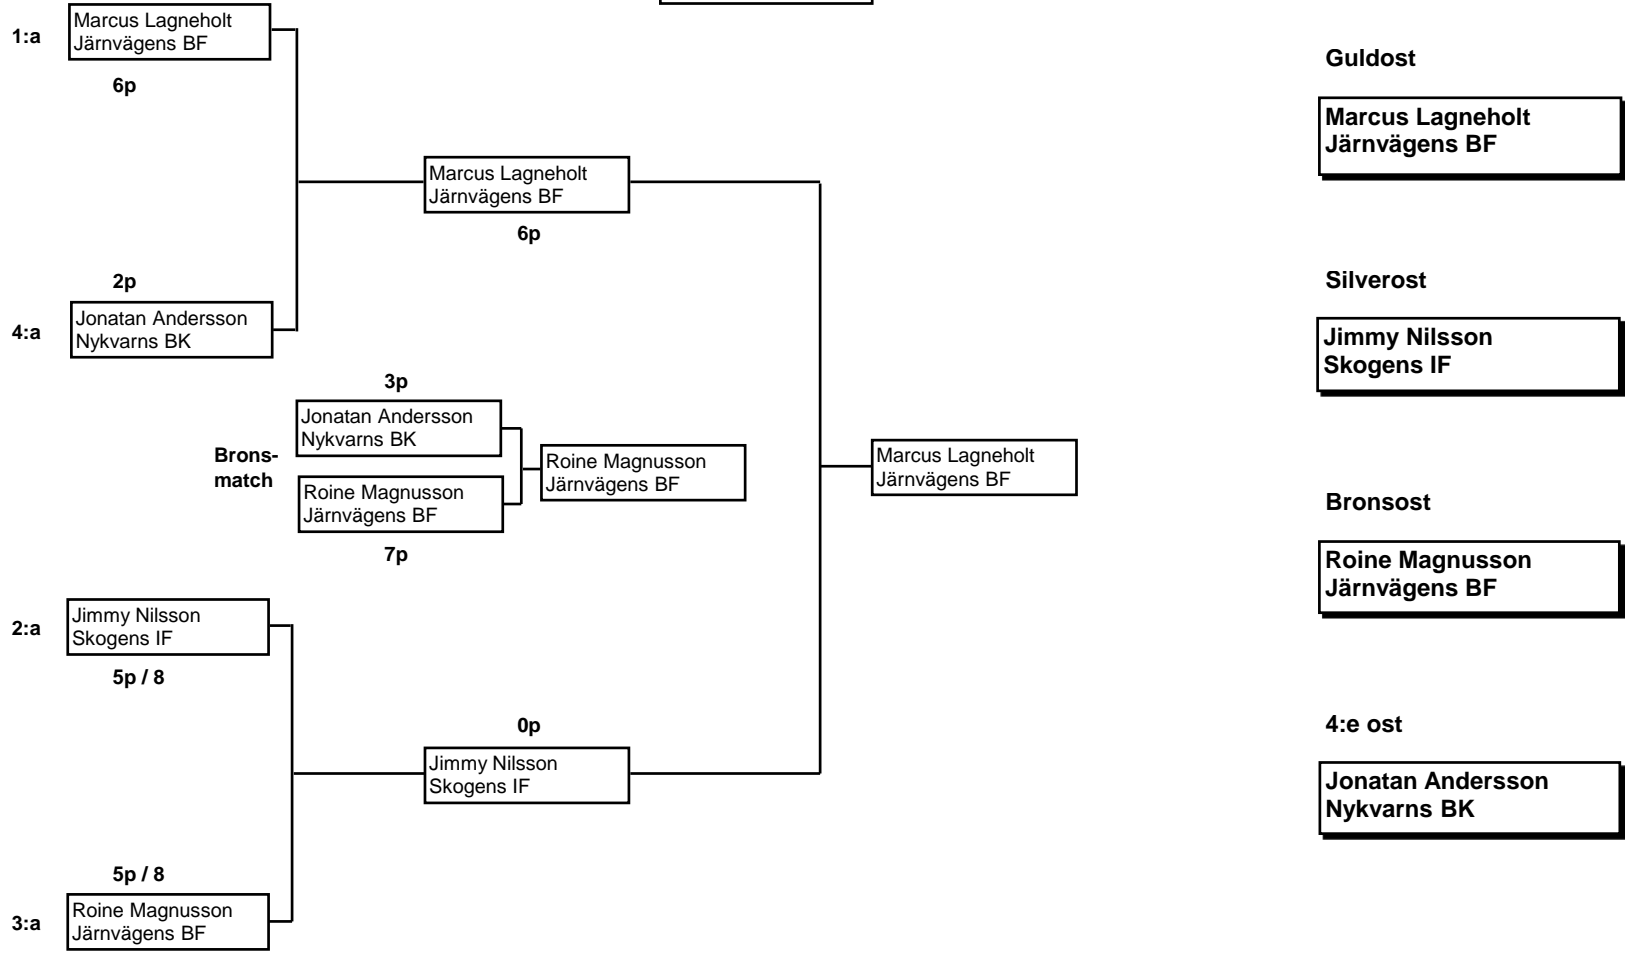 1:a
Marcus Lagneholt
Järnvägens BF
6p
2p
4:a
Jonatan Andersson
Nykvarns BK
Marcus Lagneholt
Järnvägens BF
6p
3p
Jonatan Andersson
Nykvarns BK
Brons-
match
Roine Magnusson
Järnvägens BF
7p
Roine Magnusson
Järnvägens BF
Marcus Lagneholt
Järnvägens BF
2:a
Jimmy Nilsson
Skogens IF
5p / 8
0p
Jimmy Nilsson
Skogens IF
5p / 8
3:a
Roine Magnusson
Järnvägens BF
Guldost
Marcus Lagneholt
Järnvägens BF
Silverost
Jimmy Nilsson
Skogens IF
Bronsost
Roine Magnusson
Järnvägens BF
4:e ost
Jonatan Andersson
Nykvarns BK